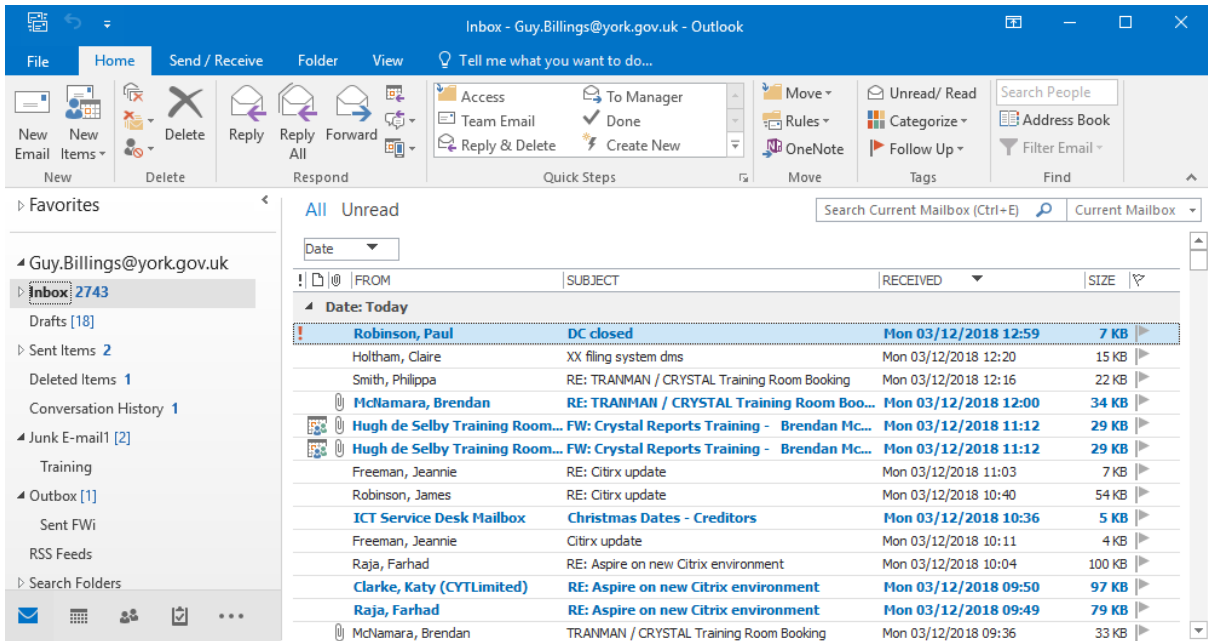 Inbox - Guy.Billings@york.gov.uk - Outlook
File Home Send / Receive Folder View Tell me what you want to do...
New Email
New Items
Delete
Reply
Reply All
Forward
Access
Team Email
Reply & Delete
To Manager
Done
Create New
Move
Rules
OneNote
Unread/ Read
Categorize
Follow Up
Search People
Address Book
Filter Email
New Delete Respond Quick Steps Move Tags Find
Favorites
Guy.Billings@york.gov.uk
Inbox 2743
Drafts [18]
Sent Items 2
Deleted Items 1
Conversation History 1
Junk E-mail1 [2]
Training
Outbox [1]
Sent FWi
RSS Feeds
Search Folders
All Unread
Search Current Mailbox (Ctrl+E) Current Mailbox
Date
! FROM SUBJECT RECEIVED SIZE
Date: Today
! Robinson, Paul DC closed Mon 03/12/2018 12:59 7 KB
Holtham, Claire XX filing system dms Mon 03/12/2018 12:20 15 KB
Smith, Philippa RE: TRANMAN / CRYSTAL Training Room Booking Mon 03/12/2018 12:16 22 KB
McNamara, Brendan RE: TRANMAN / CRYSTAL Training Room Boo... Mon 03/12/2018 12:00 34 KB
Hugh de Selby Training Room... FW: Crystal Reports Training - Brendan Mc... Mon 03/12/2018 11:12 29 KB
Hugh de Selby Training Room... FW: Crystal Reports Training - Brendan Mc... Mon 03/12/2018 11:12 29 KB
Freeman, Jeannie RE: Citirx update Mon 03/12/2018 11:03 7 KB
Robinson, James RE: Citirx update Mon 03/12/2018 10:40 54 KB
ICT Service Desk Mailbox Christmas Dates - Creditors Mon 03/12/2018 10:36 5 KB
Freeman, Jeannie Citirx update Mon 03/12/2018 10:11 4 KB
Raja, Farhad RE: Aspire on new Citrix environment Mon 03/12/2018 10:04 100 KB
Clarke, Katy (CYTLimited) RE: Aspire on new Citrix environment Mon 03/12/2018 09:50 97 KB
Raja, Farhad RE: Aspire on new Citrix environment Mon 03/12/2018 09:49 79 KB
McNamara, Brendan TRANMAN / CRYSTAL Training Room Booking Mon 03/12/2018 09:36 33 KB